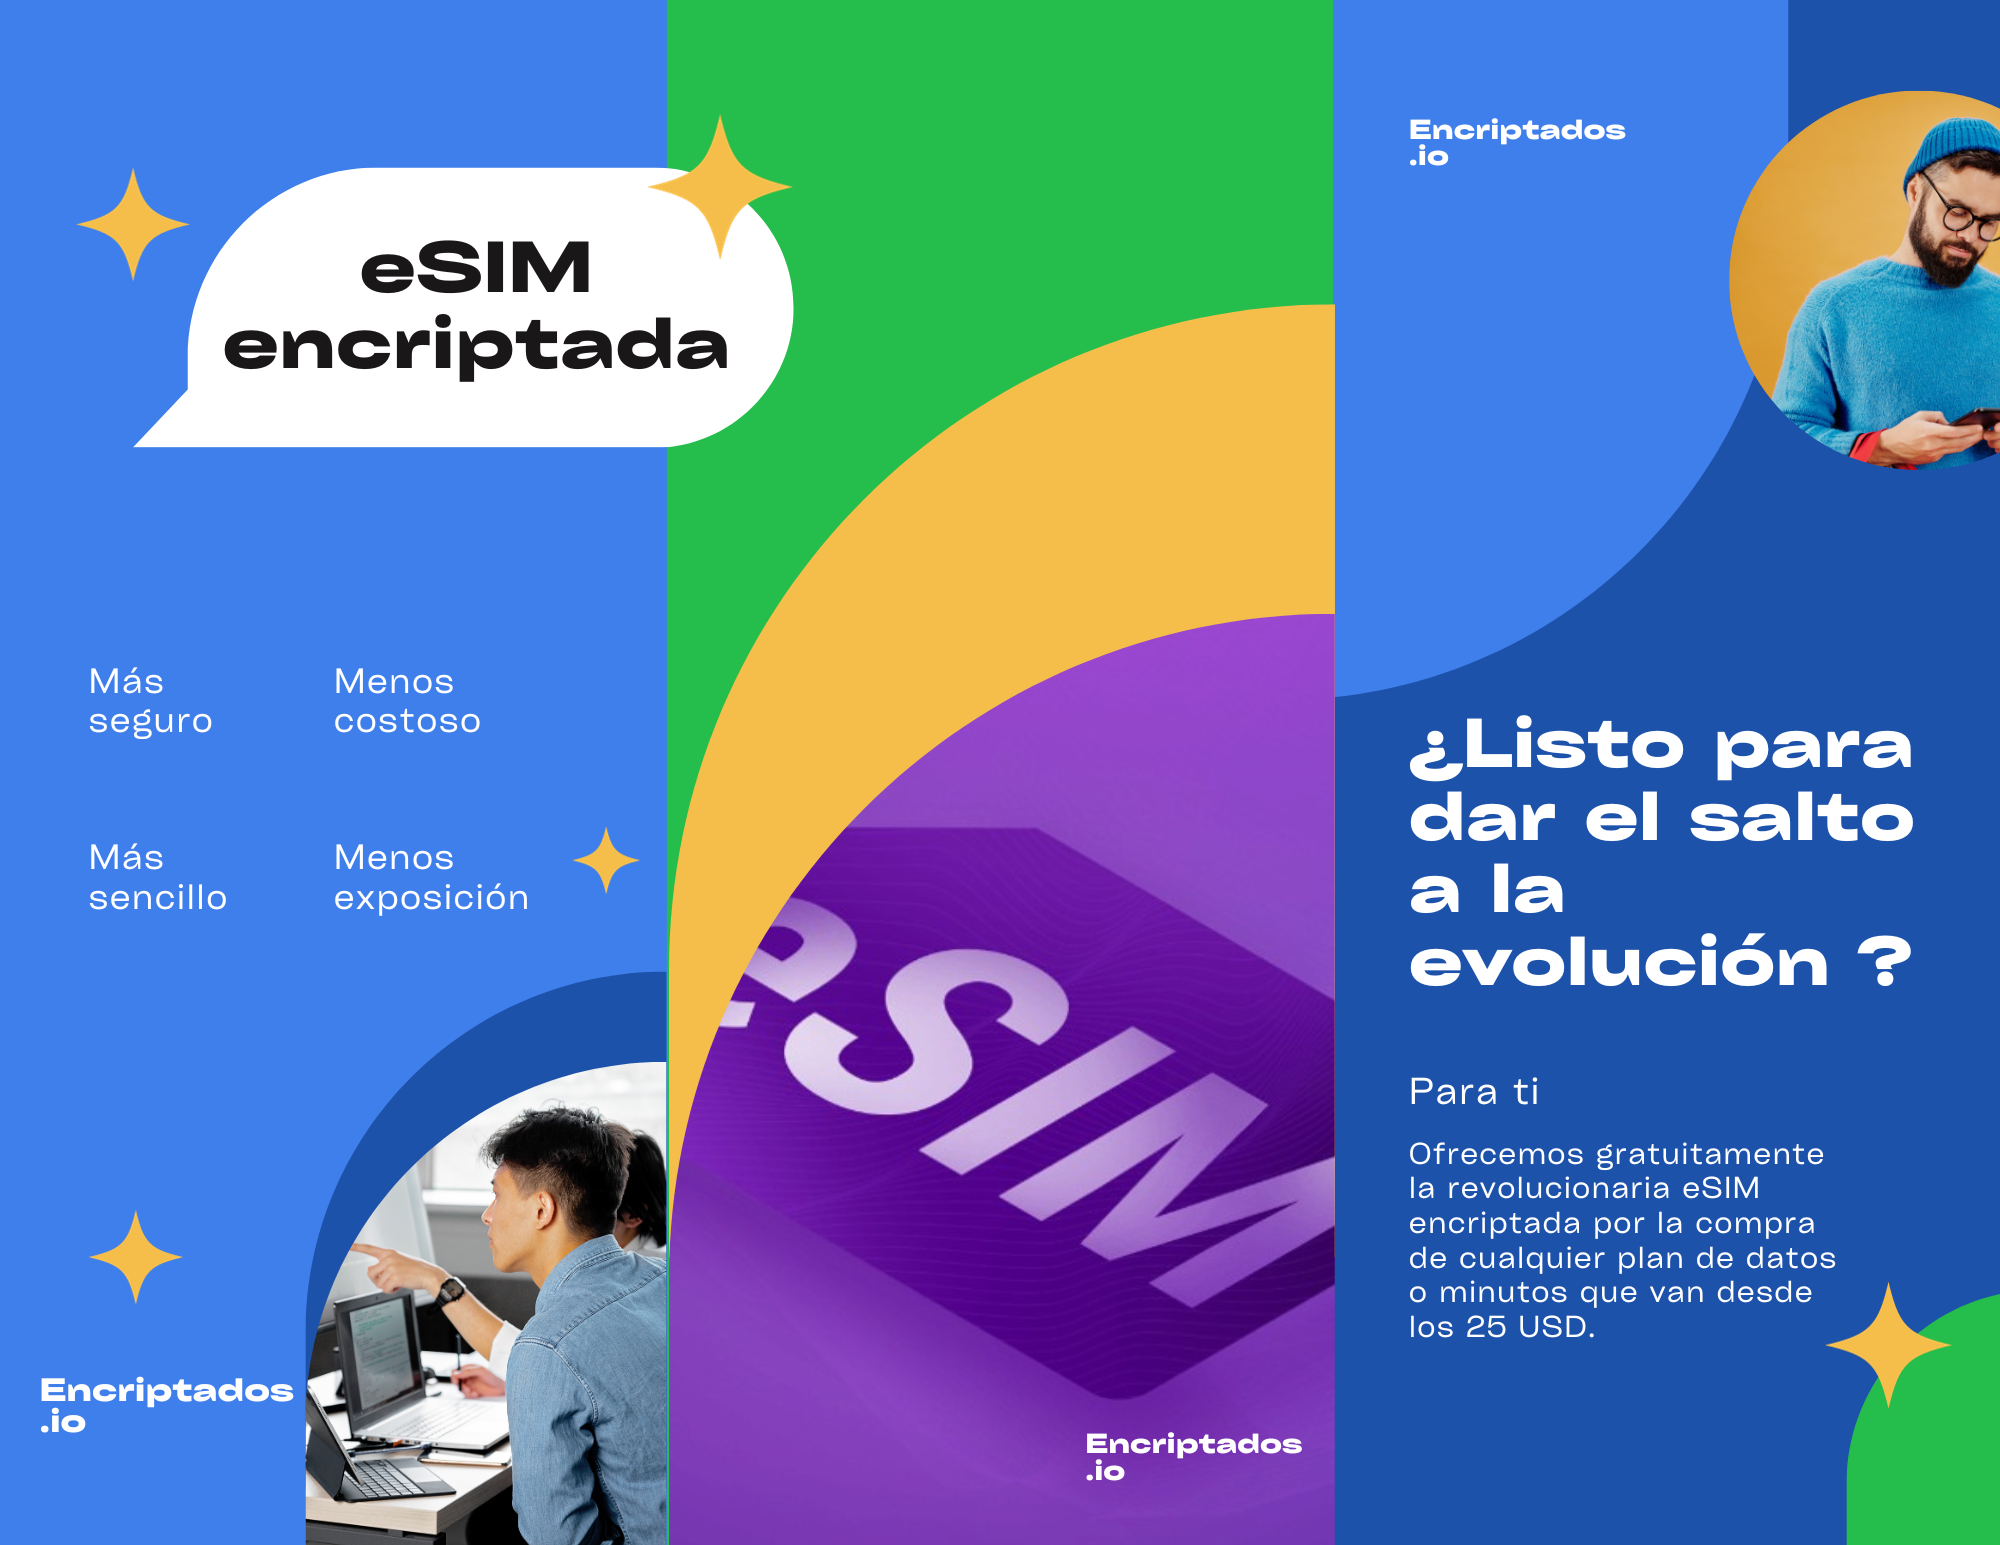 eSIM
encriptada
Más
seguro
Menos
costoso
Más
sencillo
Menos
exposición
Encriptados
.io
eSIM
Encriptados
.io
Encriptados
.io
¿Listo para
dar el salto
a la
evolución ?
Para ti
Ofrecemos gratuitamente
la revolucionaria eSIM
encriptada por la compra
de cualquier plan de datos
o minutos que van desde
los 25 USD.